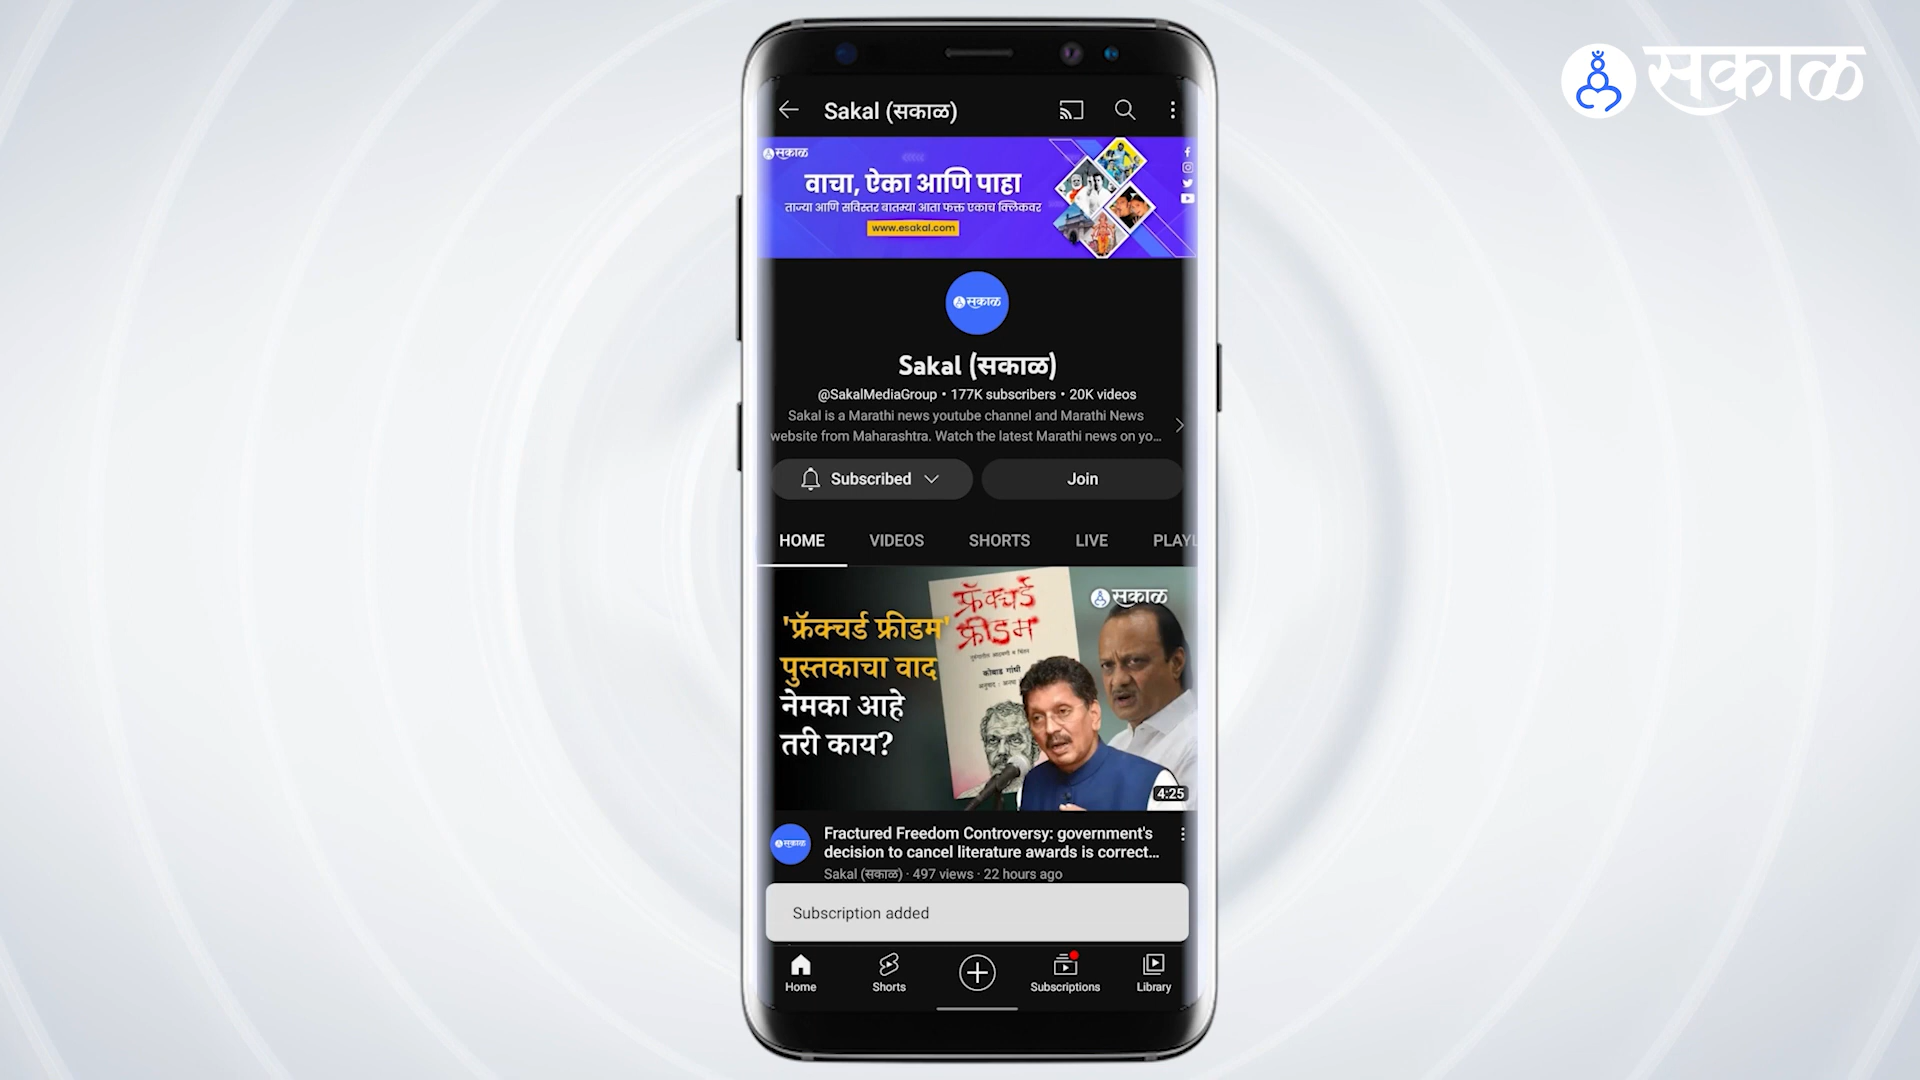 सकाळ
Sakal (सकाळ)
सकाळ
वाचा, ऐका आणि पाहा
ताज्या आणि सविस्तर बातम्या आता फक्त एकाच क्लिकवर
www.esakal.com
सकाळ
Sakal (सकाळ)
@SakalMediaGroup • 177K subscribers • 20K videos
Sakal is a Marathi news youtube channel and Marathi News
website from Maharashtra. Watch the latest Marathi news on yo...
Subscribed
Join
HOME VIDEOS SHORTS LIVE PLAYL
सकाळ
फ्रॅक्चर्ड
फ्रीडम
कोबाड गांधी
'फ्रॅक्चर्ड फ्रीडम'
पुस्तकाचा वाद
नेमका आहे
तरी काय?
4:25
सकाळ
Fractured Freedom Controversy: government's
decision to cancel literature awards is correct...
Sakal (सकाळ) · 497 views · 22 hours ago
Subscription added
Home Shorts Subscriptions Library